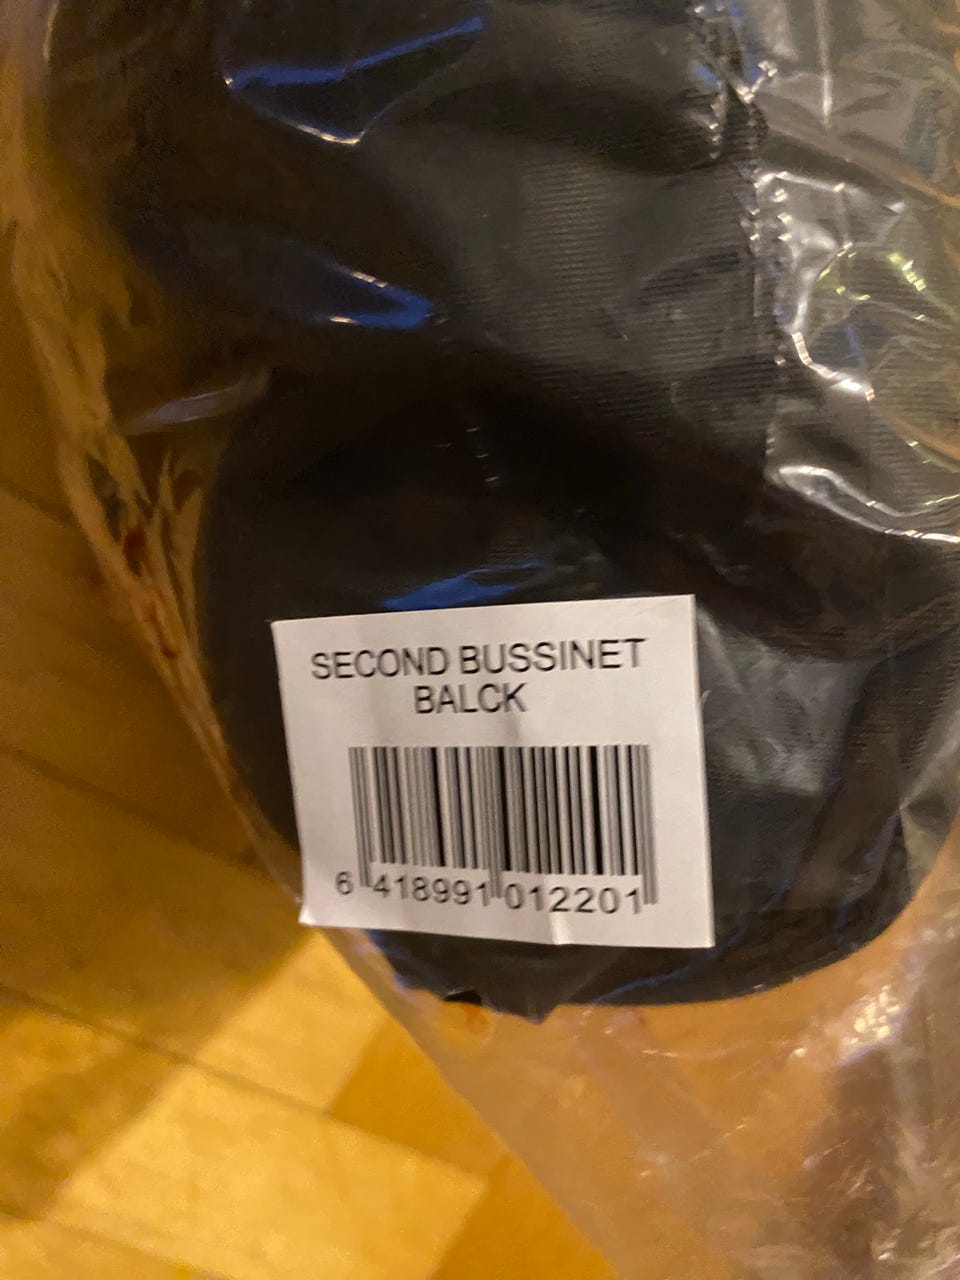 SECOND BUSSINET
BALCK
6 418991 012201